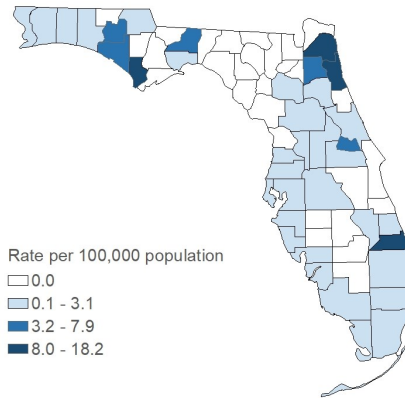 Rate per 100,000 population
0.0
0.1 - 3.1
3.2 - 7.9
8.0 - 18.2